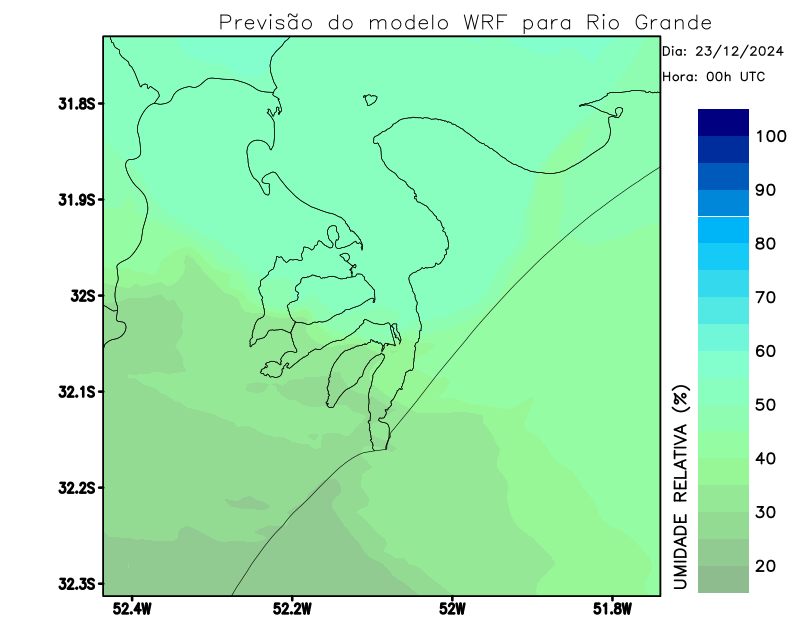 Previsão do modelo WRF para Rio Grande
Dia: 23/12/2024
Hora: 00h UTC
31.8S
31.9S
32S
32.1S
32.2S
32.3S
52.4W
52.2W
52W
51.8W
100
90
80
70
60
50
40
30
20
UMIDADE RELATIVA (%)